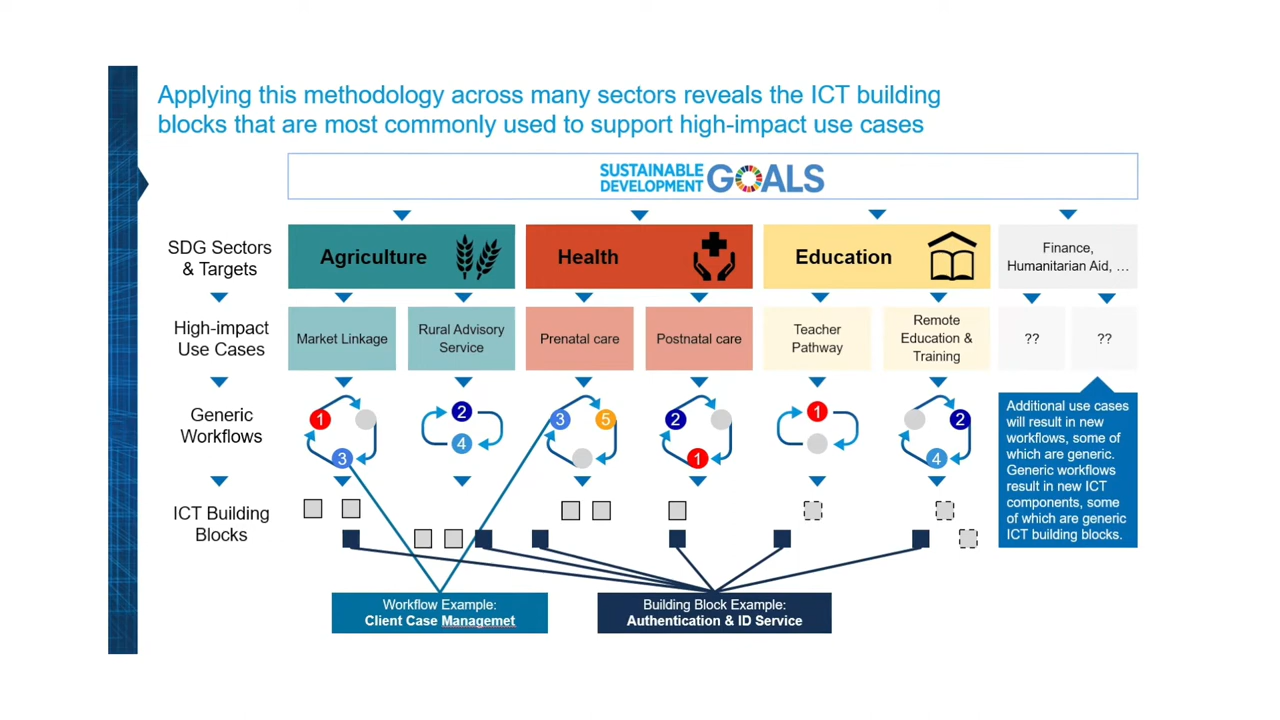 Applying this methodology across many sectors reveals the ICT building
blocks that are most commonly used to support high-impact use cases
SUSTAINABLE
DEVELOPMENT
GOALS
SDG Sectors
& Targets
Agriculture
Health
Education
Finance,
Humanitarian Aid, …
High-impact
Use Cases
Market Linkage
Rural Advisory
Service
Prenatal care
Postnatal care
Teacher
Pathway
Remote
Education &
Training
??
??
Generic
Workflows
1
3
2
4
3
5
2
1
1
2
4
Additional use cases
will result in new
workflows, some of
which are generic.
Generic workflows
result in new ICT
components, some
of which are generic
ICT building blocks.
ICT Building
Blocks
Workflow Example:
Client Case Managemet
Building Block Example:
Authentication & ID Service